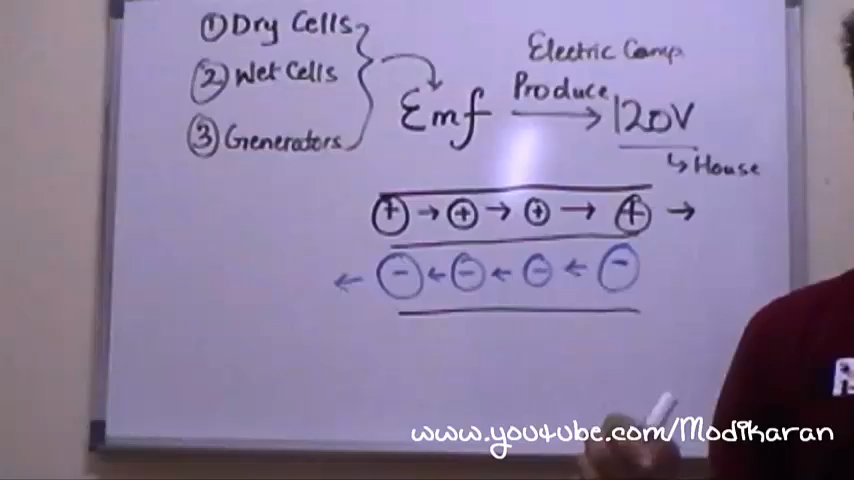 ① Dry Cells
② Wet Cells
③ Generators
Emf
Electric Comp.
Produce
120V
↳ House
+ → + → + → + →
← - ← - ← - ← -
www.youtube.com/Modikaran